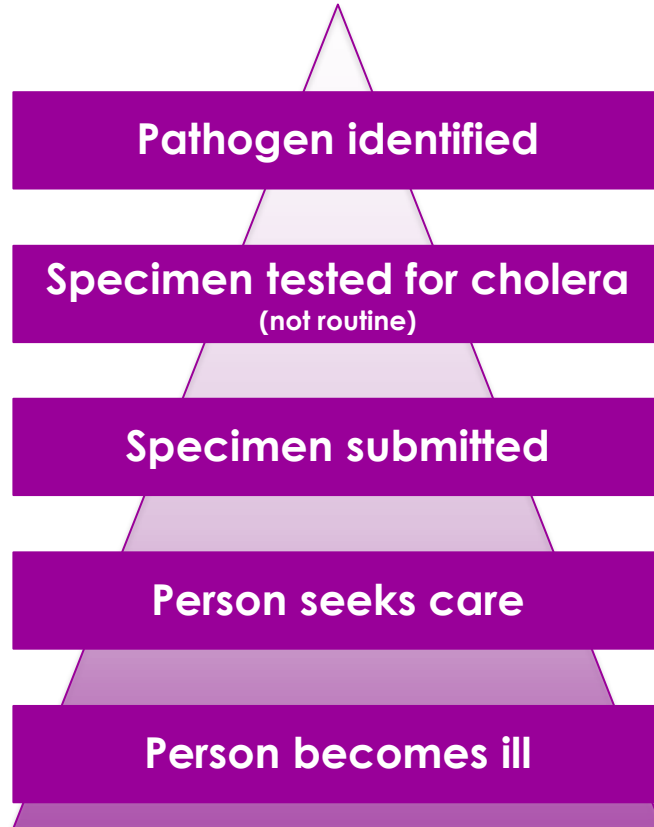 Pathogen identified
Specimen tested for cholera
(not routine)
Specimen submitted
Person seeks care
Person becomes ill